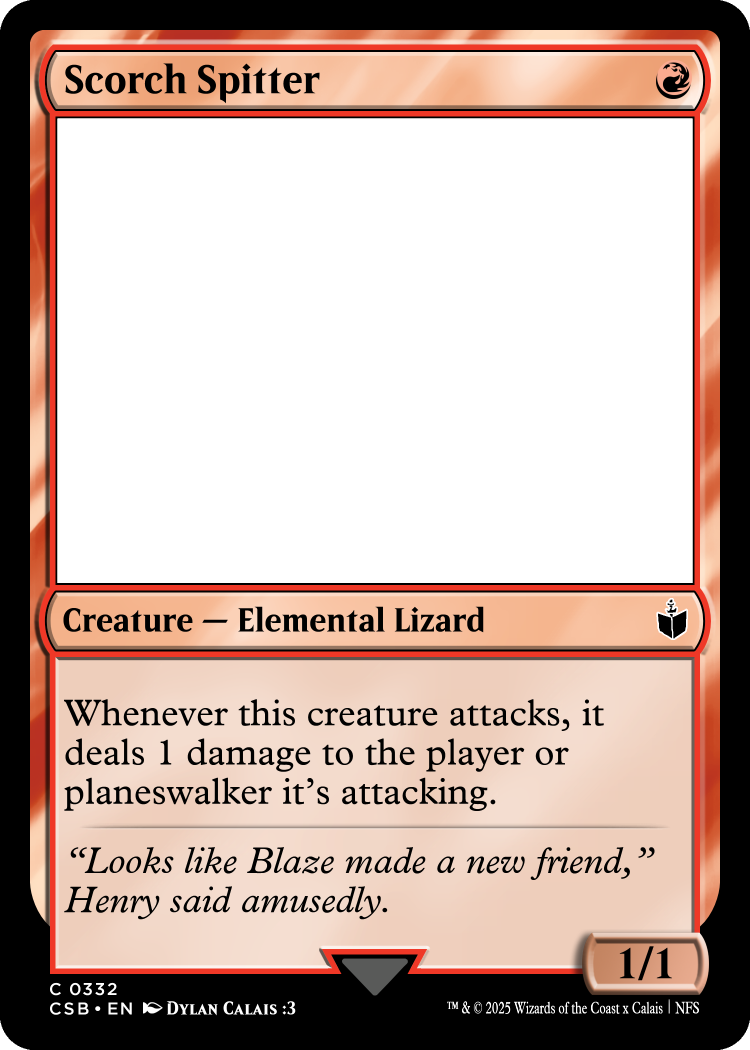 Scorch Spitter
Creature — Elemental Lizard
Whenever this creature attacks, it
deals 1 damage to the player or
planeswalker it’s attacking.
“Looks like Blaze made a new friend,”
Henry said amusedly.
1/1
C 0332
CSB • EN DYLAN CALAIS :3
™ & © 2025 Wizards of the Coast x Calais | NFS